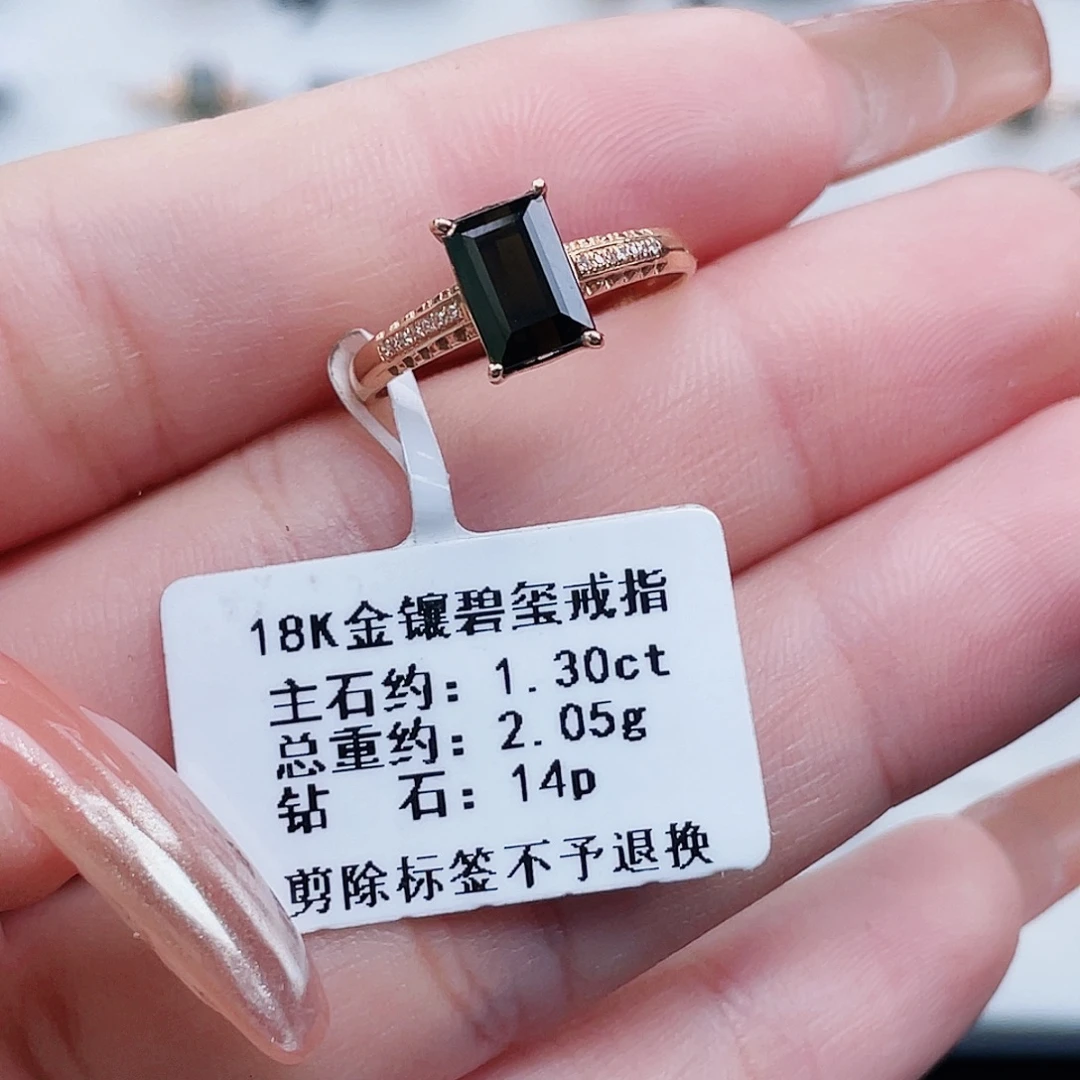 18K金镶碧玺戒指
主石约：1.30ct
总重约：2.05g
钻　石：14p
剪除标签不予退换